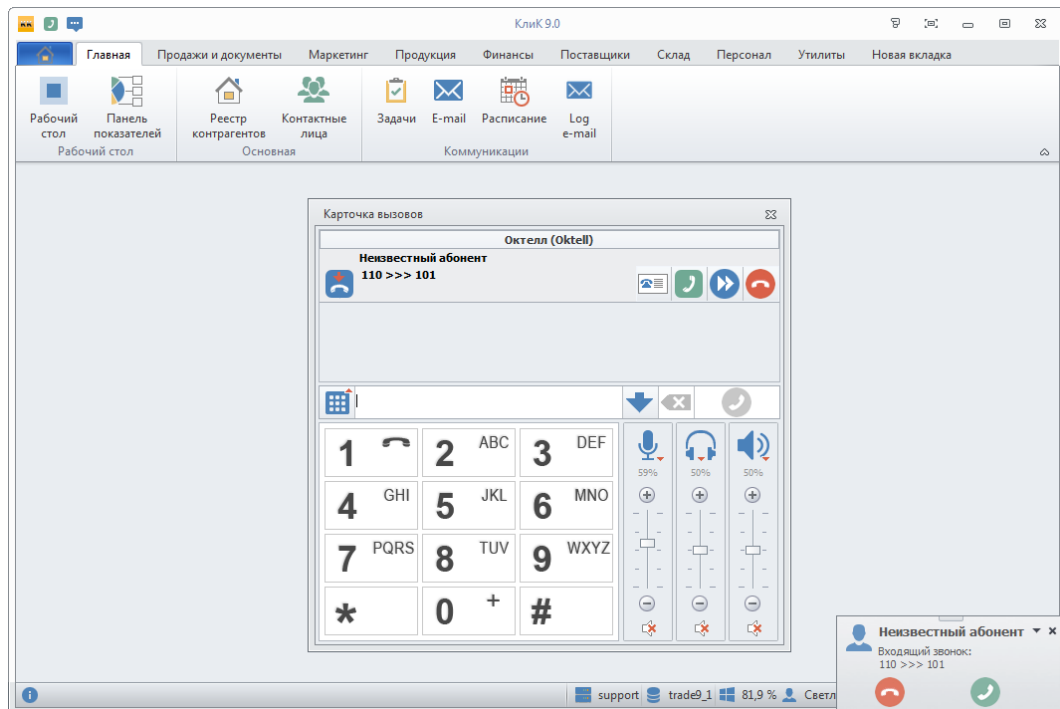 КлиК 9.0
Главная Продажи и документы Маркетинг Продукция Финансы Поставщики Склад Персонал Утилиты Новая вкладка
Рабочий стол
Панель показателей
Реестр контрагентов
Контактные лица
Задачи
E-mail
Расписание
Log e-mail
Рабочий стол Основная Коммуникации
Карточка вызовов
Октелл (Oktell)
Неизвестный абонент
110 >>> 101
1 2 ABC 3 DEF
59% 50% 50%
4 GHI 5 JKL 6 MNO
7 PQRS 8 TUV 9 WXYZ
* 0 + #
Неизвестный абонент
Входящий звонок:
110 >>> 101
support trade9_1 81,9 % Светл